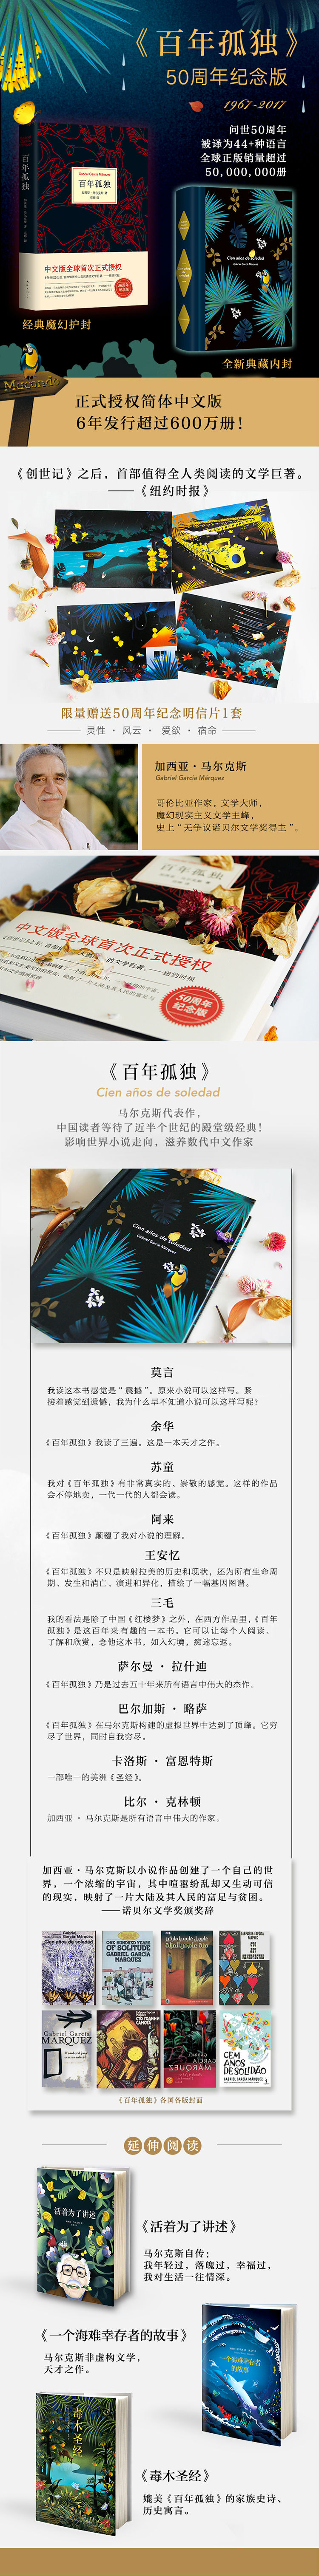 《百年孤独》
50周年纪念版
1967-2017
问世50周年
被译为44+种语言
全球正版销量超过
50,000,000册
百年孤独
Gabriel García Márquez
百年孤独
中文版全球首次正式授权
Cien años de soledad
Gabriel García Márquez
经典魔幻护封
全新典藏内封
Macondo
正式授权简体中文版
6年发行超过600万册！
《创世记》之后，首部值得全人类阅读的文学巨著。
——《纽约时报》
限量赠送50周年纪念明信片1套
灵性 · 风云 · 爱欲 · 宿命
加西亚·马尔克斯
Gabriel García Márquez
哥伦比亚作家，文学大师，
魔幻现实主义文学主峰，
史上“无争议诺贝尔文学奖得主”。
中文版全球首次正式授权
50周年
纪念版
《百年孤独》
Cien años de soledad
马尔克斯代表作，
中国读者等待了近半个世纪的殿堂级经典！
影响世界小说走向，滋养数代中文作家
Cien años de soledad
Gabriel García Márquez
莫言
我读这本书感觉是“震撼”。原来小说可以这样写。紧
接着感觉到遗憾，我为什么早不知道小说可以这样写呢？
余华
《百年孤独》我读了三遍。这是一本天才之作。
苏童
我对《百年孤独》有非常真实的、崇敬的感觉。这样的作品
会不停地卖，一代一代的人都会读。
阿来
《百年孤独》颠覆了我对小说的理解。
王安忆
《百年孤独》不只是映射拉美的历史和现状，还为所有生命周
期、发生和消亡、演进和异化，描绘了一幅基因图谱。
三毛
我的看法是除了中国《红楼梦》之外，在西方作品里，《百年
孤独》是这百年来有趣的一本书。它可以让每个人阅读、
了解和欣赏，念他这本书，如入幻境，痴迷忘返。
萨尔曼 · 拉什迪
《百年孤独》乃是过去五十年来所有语言中伟大的杰作。
巴尔加斯 · 略萨
《百年孤独》在马尔克斯构建的虚拟世界中达到了顶峰。它穷
尽了世界，同时自我穷尽。
卡洛斯 · 富恩特斯
一部唯一的美洲《圣经》。
比尔 · 克林顿
加西亚 · 马尔克斯是所有语言中伟大的作家。
加西亚·马尔克斯以小说作品创建了一个自己的世
界，一个浓缩的宇宙，其中喧嚣纷乱却又生动可信
的现实，映射了一片大陆及其人民的富足与贫困。
——诺贝尔文学奖颁奖辞
Cien años de soledad
ONE HUNDRED YEARS
OF SOLITUDE
GABRIEL GARCIA
MARQUEZ
Gabriel García
MARQUEZ
CEM
ANOS
DE SOLIDÃO
GABRIEL GARCÍA MÁRQUEZ
《百年孤独》各国各版封面
延伸阅读
活着为了讲述
《活着为了讲述》
马尔克斯自传：
我年轻过，落魄过，幸福过，
我对生活一往情深。
《一个海难幸存者的故事》
马尔克斯非虚构文学，
天才之作。
一个海难幸存者
的故事
毒木圣经
《毒木圣经》
媲美《百年孤独》的家族史诗、
历史寓言。